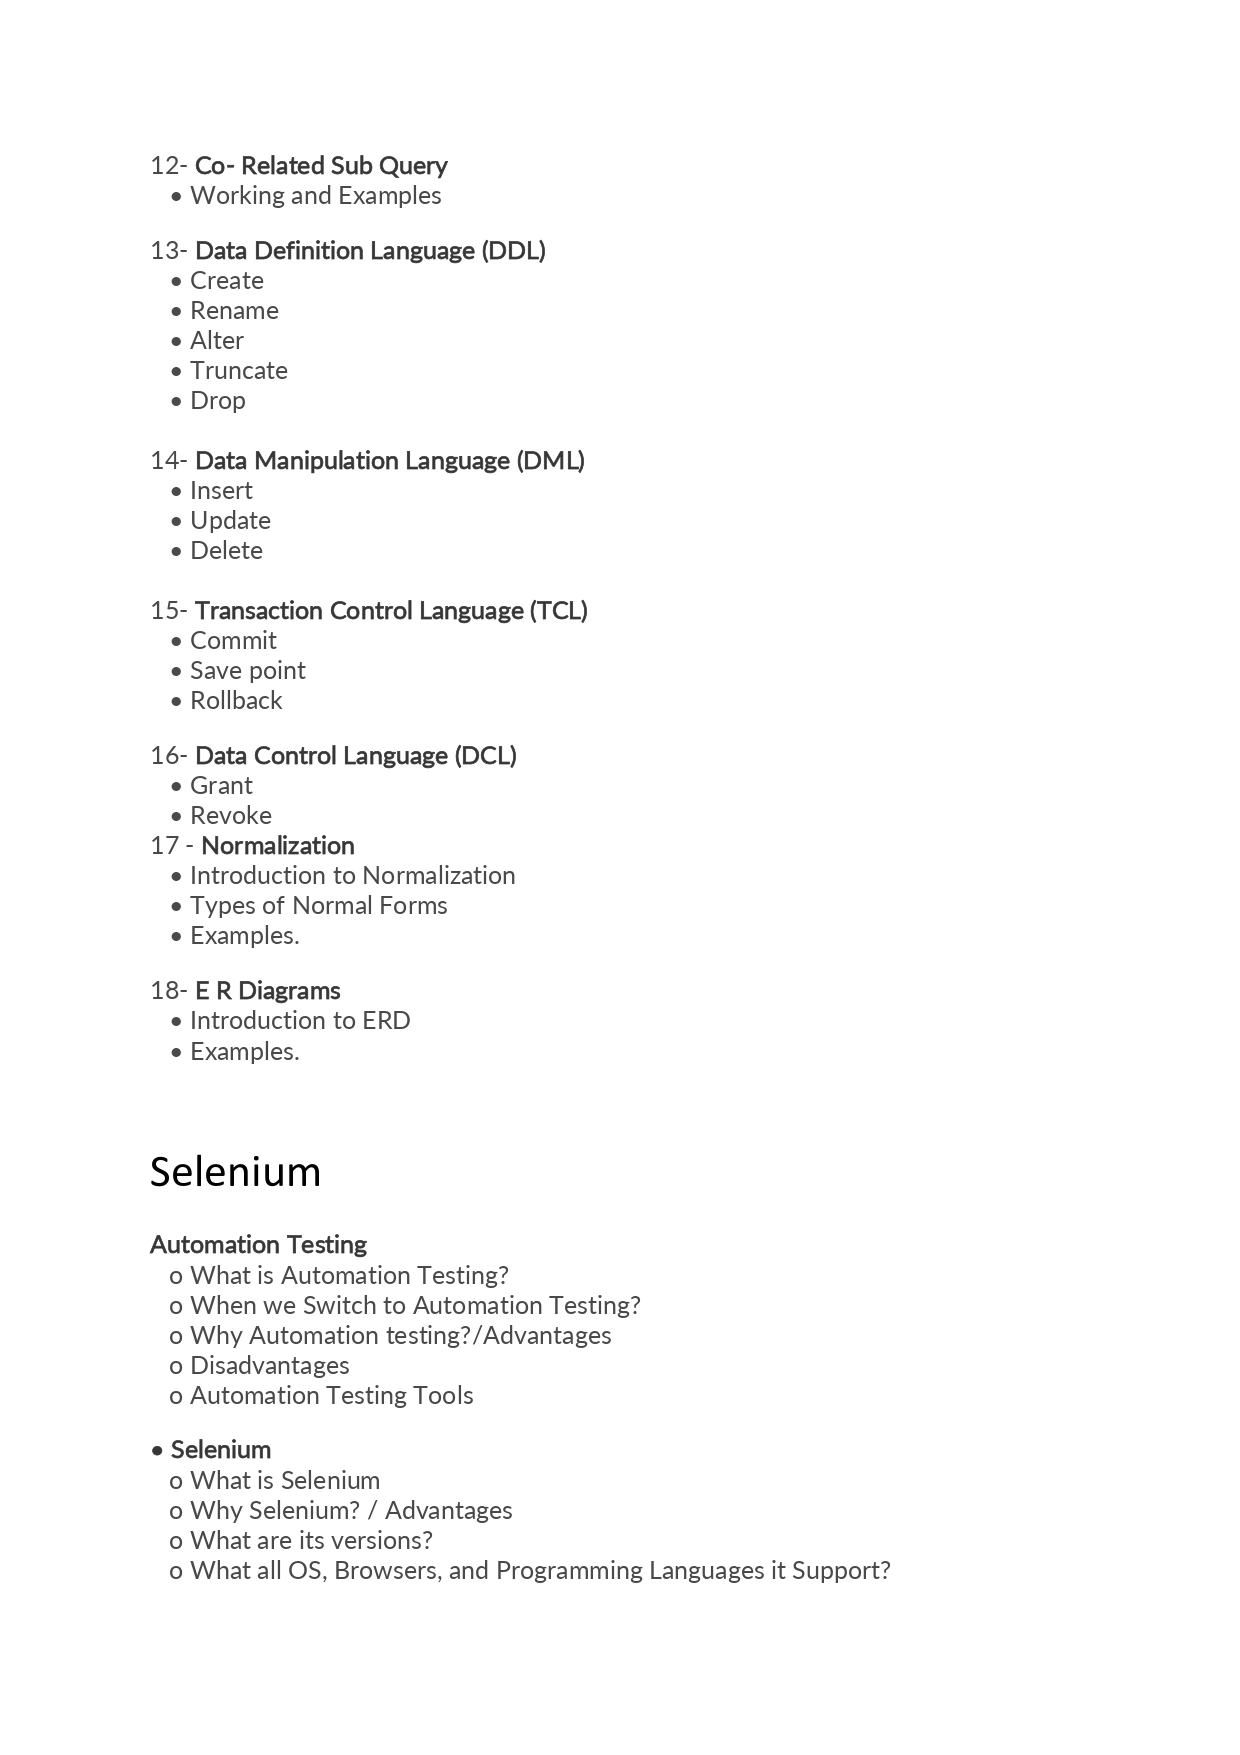 12- Co- Related Sub Query
• Working and Examples
13- Data Definition Language (DDL)
• Create
• Rename
• Alter
• Truncate
• Drop
14- Data Manipulation Language (DML)
• Insert
• Update
• Delete
15- Transaction Control Language (TCL)
• Commit
• Save point
• Rollback
16- Data Control Language (DCL)
• Grant
• Revoke
17 - Normalization
• Introduction to Normalization
• Types of Normal Forms
• Examples.
18- E R Diagrams
• Introduction to ERD
• Examples.
Selenium
Automation Testing
o What is Automation Testing?
o When we Switch to Automation Testing?
o Why Automation testing?/Advantages
o Disadvantages
o Automation Testing Tools
• Selenium
o What is Selenium
o Why Selenium? / Advantages
o What are its versions?
o What all OS, Browsers, and Programming Languages it Support?